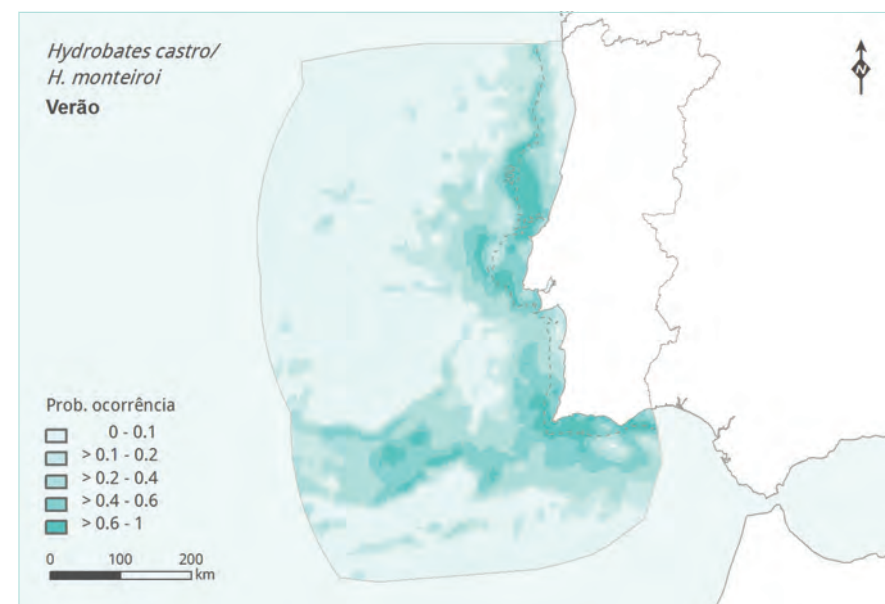 Hydrobates castro/
H. monteiroi
Verão
N
Prob. ocorrência
0 - 0.1
> 0.1 - 0.2
> 0.2 - 0.4
> 0.4 - 0.6
> 0.6 - 1
0 100 200
km